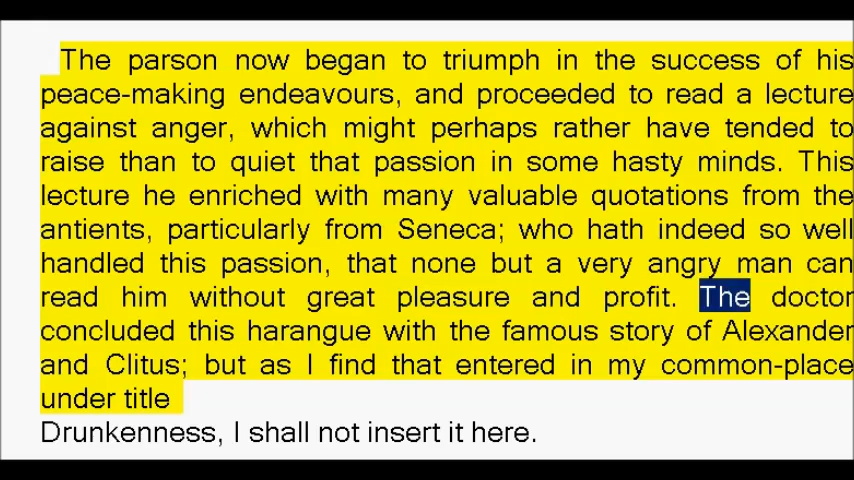 The parson now began to triumph in the success of his
peace-making endeavours, and proceeded to read a lecture
against anger, which might perhaps rather have tended to
raise than to quiet that passion in some hasty minds. This
lecture he enriched with many valuable quotations from the
antients, particularly from Seneca; who hath indeed so well
handled this passion, that none but a very angry man can
read him without great pleasure and profit. The doctor
concluded this harangue with the famous story of Alexander
and Clitus; but as I find that entered in my common-place
under title
Drunkenness, I shall not insert it here.